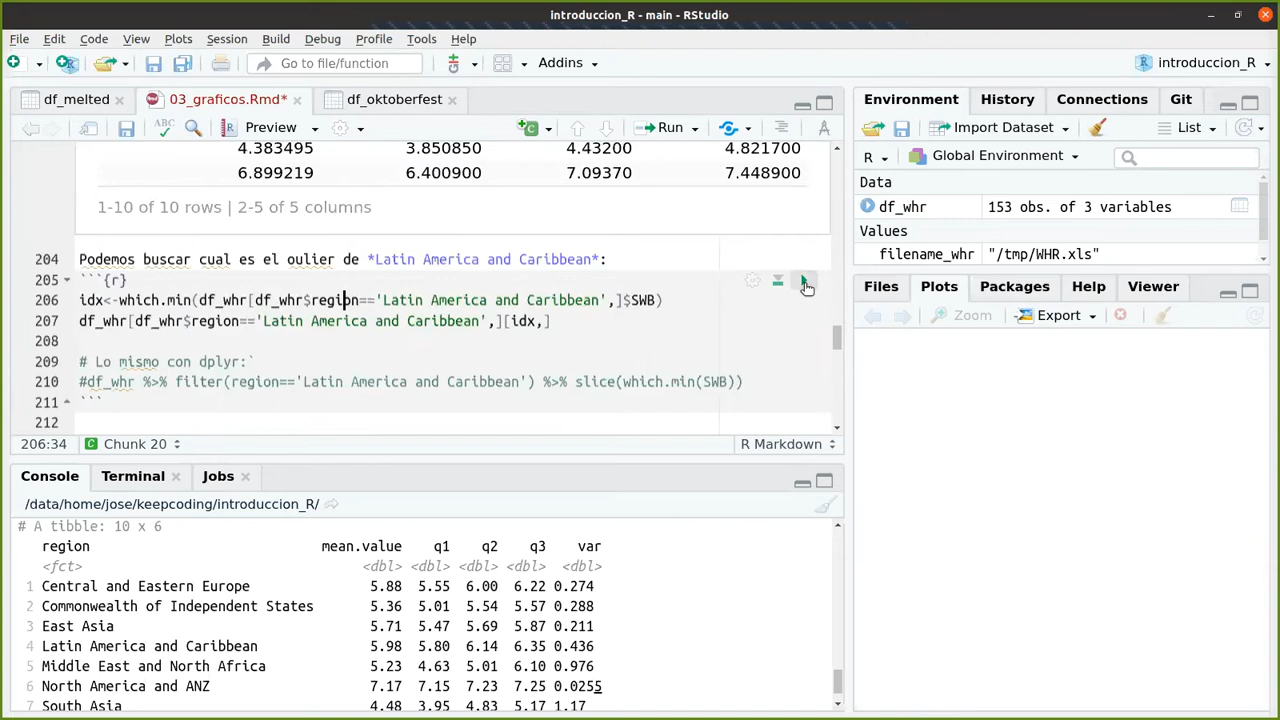 introduccion_R - main - RStudio
File Edit Code View Plots Session Build Debug Profile Tools Help
Go to file/function Addins introduccion_R
df_melted 03_graficos.Rmd* df_oktoberfest
Preview Run
4.383495 3.850850 4.43200 4.821700
6.899219 6.400900 7.09370 7.448900
1-10 of 10 rows | 2-5 of 5 columns
204 Podemos buscar cual es el oulier de *Latin America and Caribbean*:
205 ```{r}
206 idx<-which.min(df_whr[df_whr$region=='Latin America and Caribbean',]$SWB)
207 df_whr[df_whr$region=='Latin America and Caribbean',][idx,]
208
209 # Lo mismo con dplyr:`
210 #df_whr %>% filter(region=='Latin America and Caribbean') %>% slice(which.min(SWB))
211 ```
212
206:34 Chunk 20 R Markdown
Console Terminal Jobs
/data/home/jose/keepcoding/introduccion_R/
# A tibble: 10 x 6
region mean.value q1 q2 q3 var
<fct> <dbl> <dbl> <dbl> <dbl> <dbl>
1 Central and Eastern Europe 5.88 5.55 6.00 6.22 0.274
2 Commonwealth of Independent States 5.36 5.01 5.54 5.57 0.288
3 East Asia 5.71 5.47 5.69 5.87 0.211
4 Latin America and Caribbean 5.98 5.80 6.14 6.35 0.436
5 Middle East and North Africa 5.23 4.63 5.01 6.10 0.976
6 North America and ANZ 7.17 7.15 7.23 7.25 0.0255
7 South Asia 4.48 3.95 4.83 5.17 1.17
Environment History Connections Git
Import Dataset List
R Global Environment
Data
df_whr 153 obs. of 3 variables
Values
filename_whr "/tmp/WHR.xls"
Files Plots Packages Help Viewer
Zoom Export